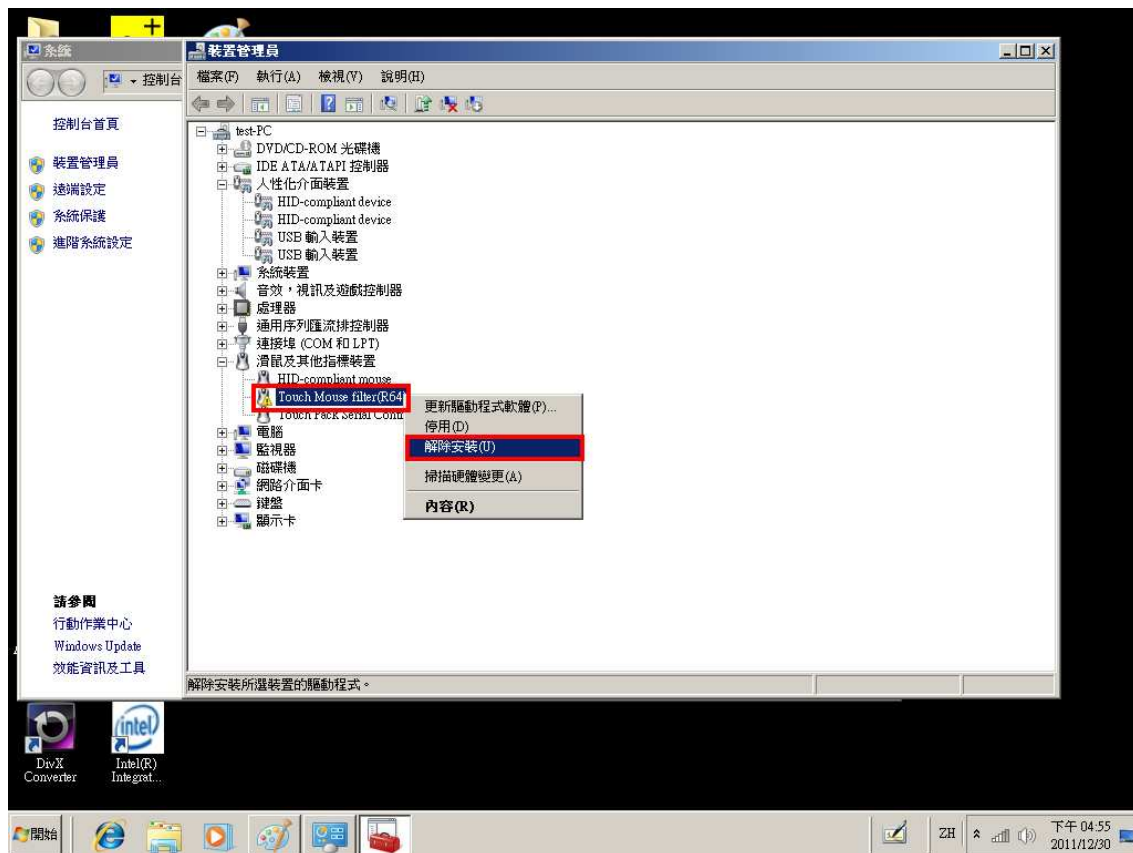 系統
裝置管理員
控制台
檔案(F) 執行(A) 檢視(V) 說明(H)
控制台首頁
裝置管理員
遠端設定
系統保護
進階系統設定
test-PC
DVD/CD-ROM 光碟機
IDE ATA/ATAPI 控制器
人性化介面裝置
HID-compliant device
HID-compliant device
USB 輸入裝置
USB 輸入裝置
系統裝置
音效，視訊及遊戲控制器
處理器
通用序列匯流排控制器
連接埠 (COM 和 LPT)
滑鼠及其他指標裝置
HID-compliant mouse
Touch Mouse filter(R64
Touch Pack Serial Cont
電腦
監視器
磁碟機
網路介面卡
鍵盤
顯示卡
更新驅動程式軟體(P)...
停用(D)
解除安裝(U)
掃描硬體變更(A)
內容(R)
請參閱
行動作業中心
Windows Update
效能資訊及工具
解除安裝所選裝置的驅動程式。
DivX
Converter
intel
Intel(R)
Integrat...
開始
ZH
下午 04:55
2011/12/30